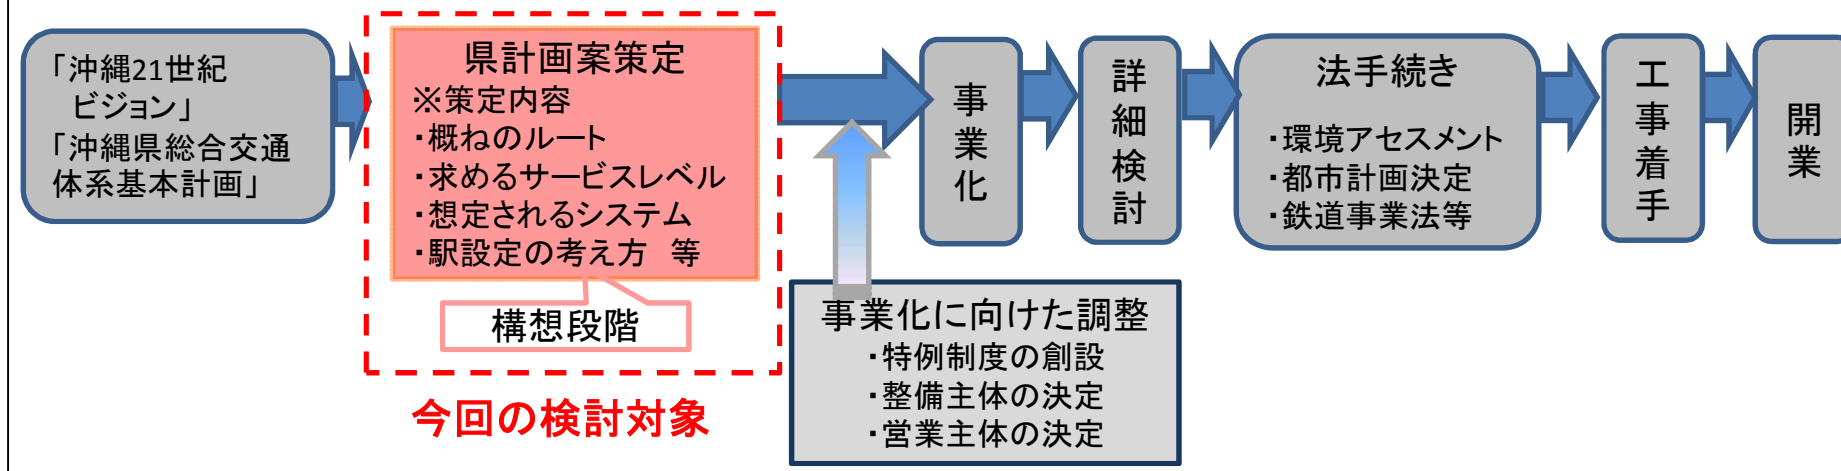 「沖縄21世紀
ビジョン」
「沖縄県総合交通
体系基本計画」
県計画案策定
※策定内容
・概ねのルート
・求めるサービスレベル
・想定されるシステム
・駅設定の考え方　等
構想段階
今回の検討対象
事業化に向けた調整
・特例制度の創設
・整備主体の決定
・営業主体の決定
事業化
詳細検討
法手続き
・環境アセスメント
・都市計画決定
・鉄道事業法等
工事着手
開業